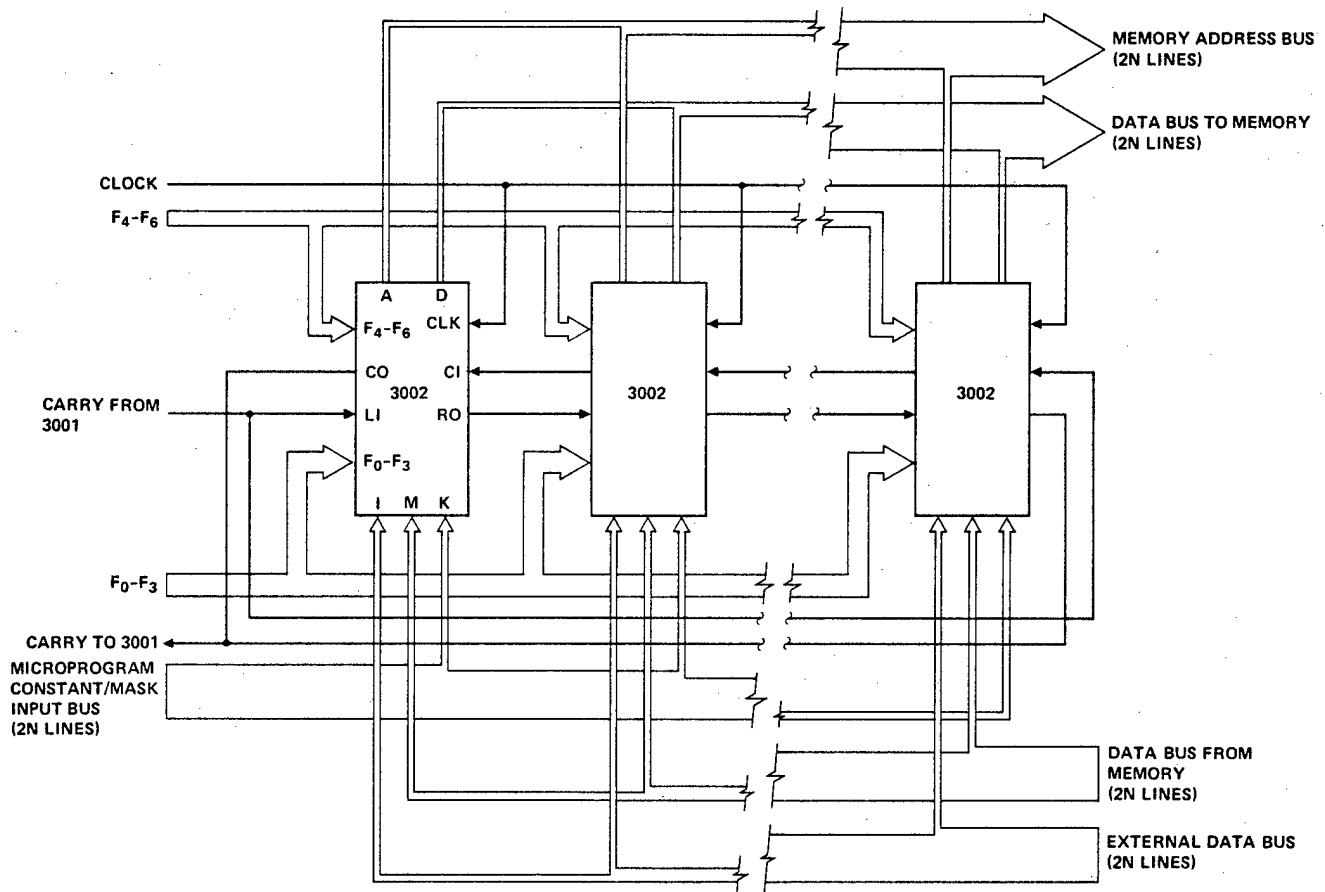 MEMORY ADDRESS BUS
(2N LINES)
DATA BUS TO MEMORY
(2N LINES)
CLOCK
F4–F6
A D
F4–F6 CLK
CO CI
3002
LI RO
F0–F3
I M K
3002
3002
CARRY FROM
3001
F0–F3
CARRY TO 3001
MICROPROGRAM
CONSTANT/MASK
INPUT BUS
(2N LINES)
DATA BUS FROM
MEMORY
(2N LINES)
EXTERNAL DATA BUS
(2N LINES)